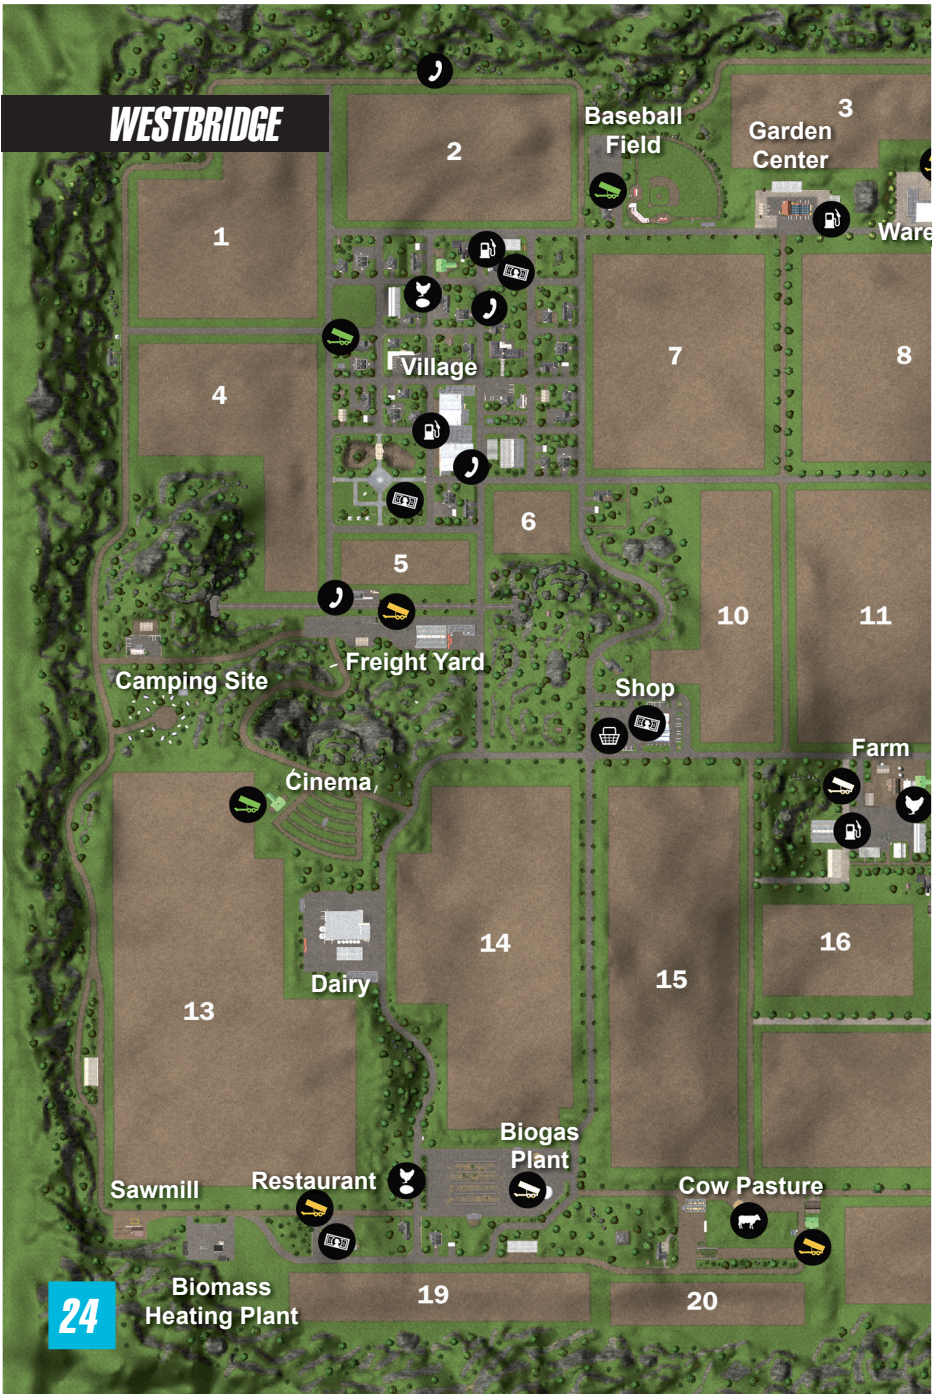 WESTBRIDGE
Baseball
Field
3
Garden
Center
2
1
Ware
7
8
Village
4
6
5
10
11
Freight Yard
Camping Site
Shop
Farm
Cinema
14
16
15
Dairy
13
Biogas
Plant
Restaurant
Sawmill
Cow Pasture
Biomass
Heating Plant
19
20
24